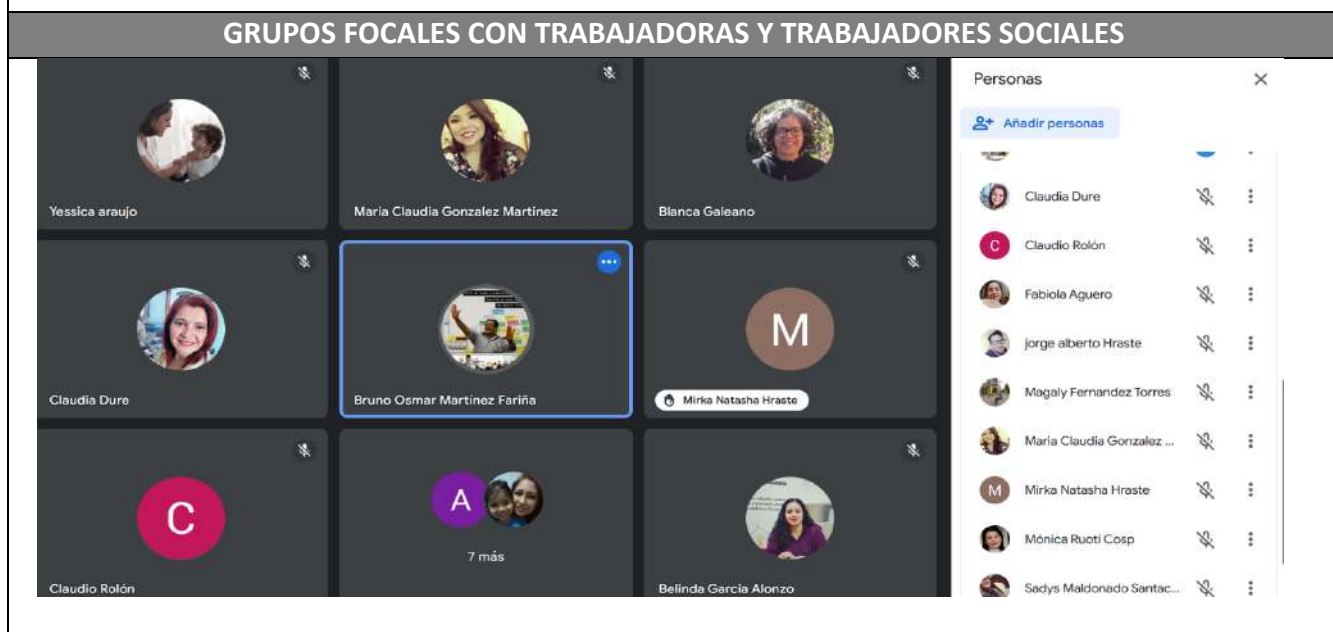 GRUPOS FOCALES CON TRABAJADORAS Y TRABAJADORES SOCIALES
Yessica araujo
Maria Claudia Gonzalez Martinez
Blanca Galeano
Claudia Dure
Bruno Osmar Martínez Fariña
M
Mirka Natasha Hraste
C
Claudio Rolón
A
7 más
Belinda Garcia Alonzo
Personas
Añadir personas
Claudia Dure
C
Claudio Rolón
Fabiola Aguero
jorge alberto Hraste
Magaly Fernandez Torres
Maria Claudia Gonzalez ...
M
Mirka Natasha Hraste
Mónica Ruoti Cosp
Sadys Maldonado Santac...